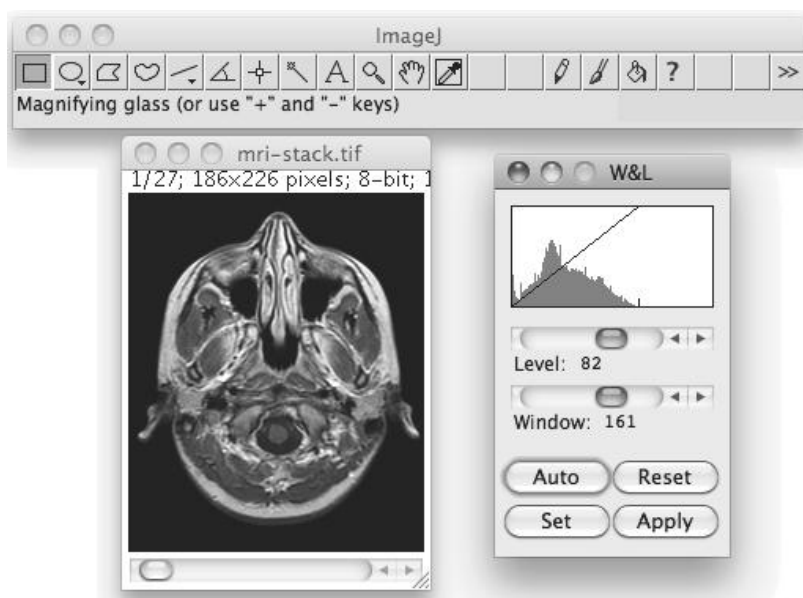 ImageJ
A ?
>>
Magnifying glass (or use "+" and "-" keys)
mri-stack.tif
1/27; 186x226 pixels; 8-bit; 1
W&L
Level: 82
Window: 161
Auto Reset
Set Apply